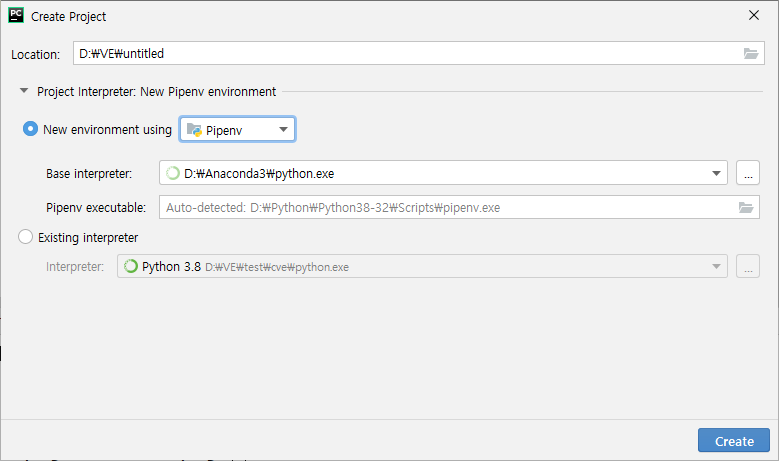 PC
Create Project
Location: D:₩VE₩untitled
Project Interpreter: New Pipenv environment
New environment using Pipenv
Base interpreter: D:₩Anaconda3₩python.exe ...
Pipenv executable: Auto-detected: D:₩Python₩Python38-32₩Scripts₩pipenv.exe
Existing interpreter
Interpreter: Python 3.8 D:₩VE₩test₩cve₩python.exe ...
Create